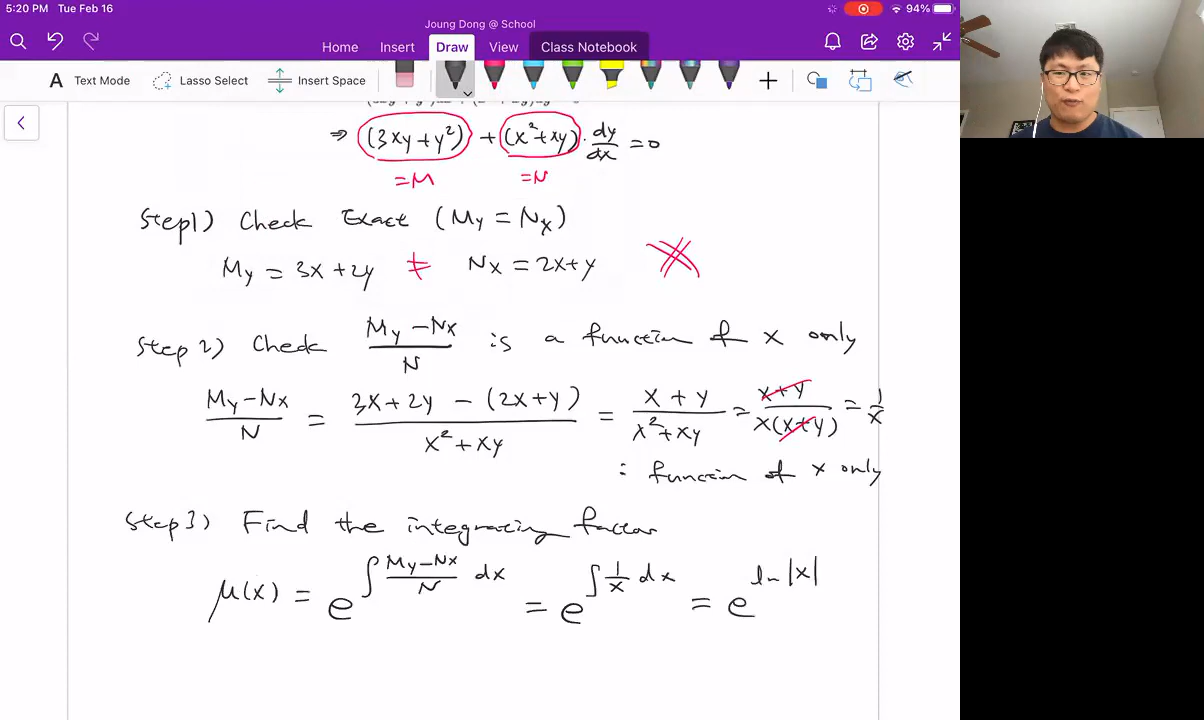 5:20 PM Tue Feb 16
94%
Joung Dong @ School
Home Insert Draw View Class Notebook
A Text Mode Lasso Select Insert Space
⇒ (3xy+y²) + (x²+xy)·dy/dx = 0
=M =N
Step1) Check Exact (My = Nx)
My = 3x+2y ≠ Nx = 2x+y
Step 2) Check (My-Nx)/N is a function of x only
(My-Nx)/N = (3x+2y - (2x+y))/(x²+xy) = (x+y)/(x²+xy) = (x+y)/(x(x+y)) = 1/x
: function of x only
Step 3) Find the integrating factor
μ(x) = e^(∫ (My-Nx)/N dx) = e^(∫ 1/x dx) = e^(ln|x|)